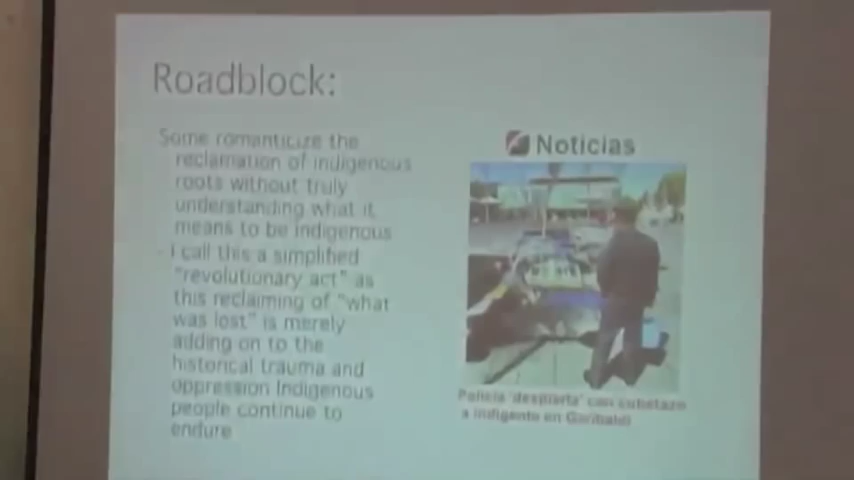 Roadblock:
Some romanticize the
reclamation of indigenous
roots without truly
understanding what it
means to be indigenous
- I call this a simplified
"revolutionary act" as
this reclaiming of "what
was lost" is merely
adding on to the
historical trauma and
oppression Indigenous
people continue to
endure
Noticias
Policía 'despierta' con cubetazo
a indigente en Garibaldi